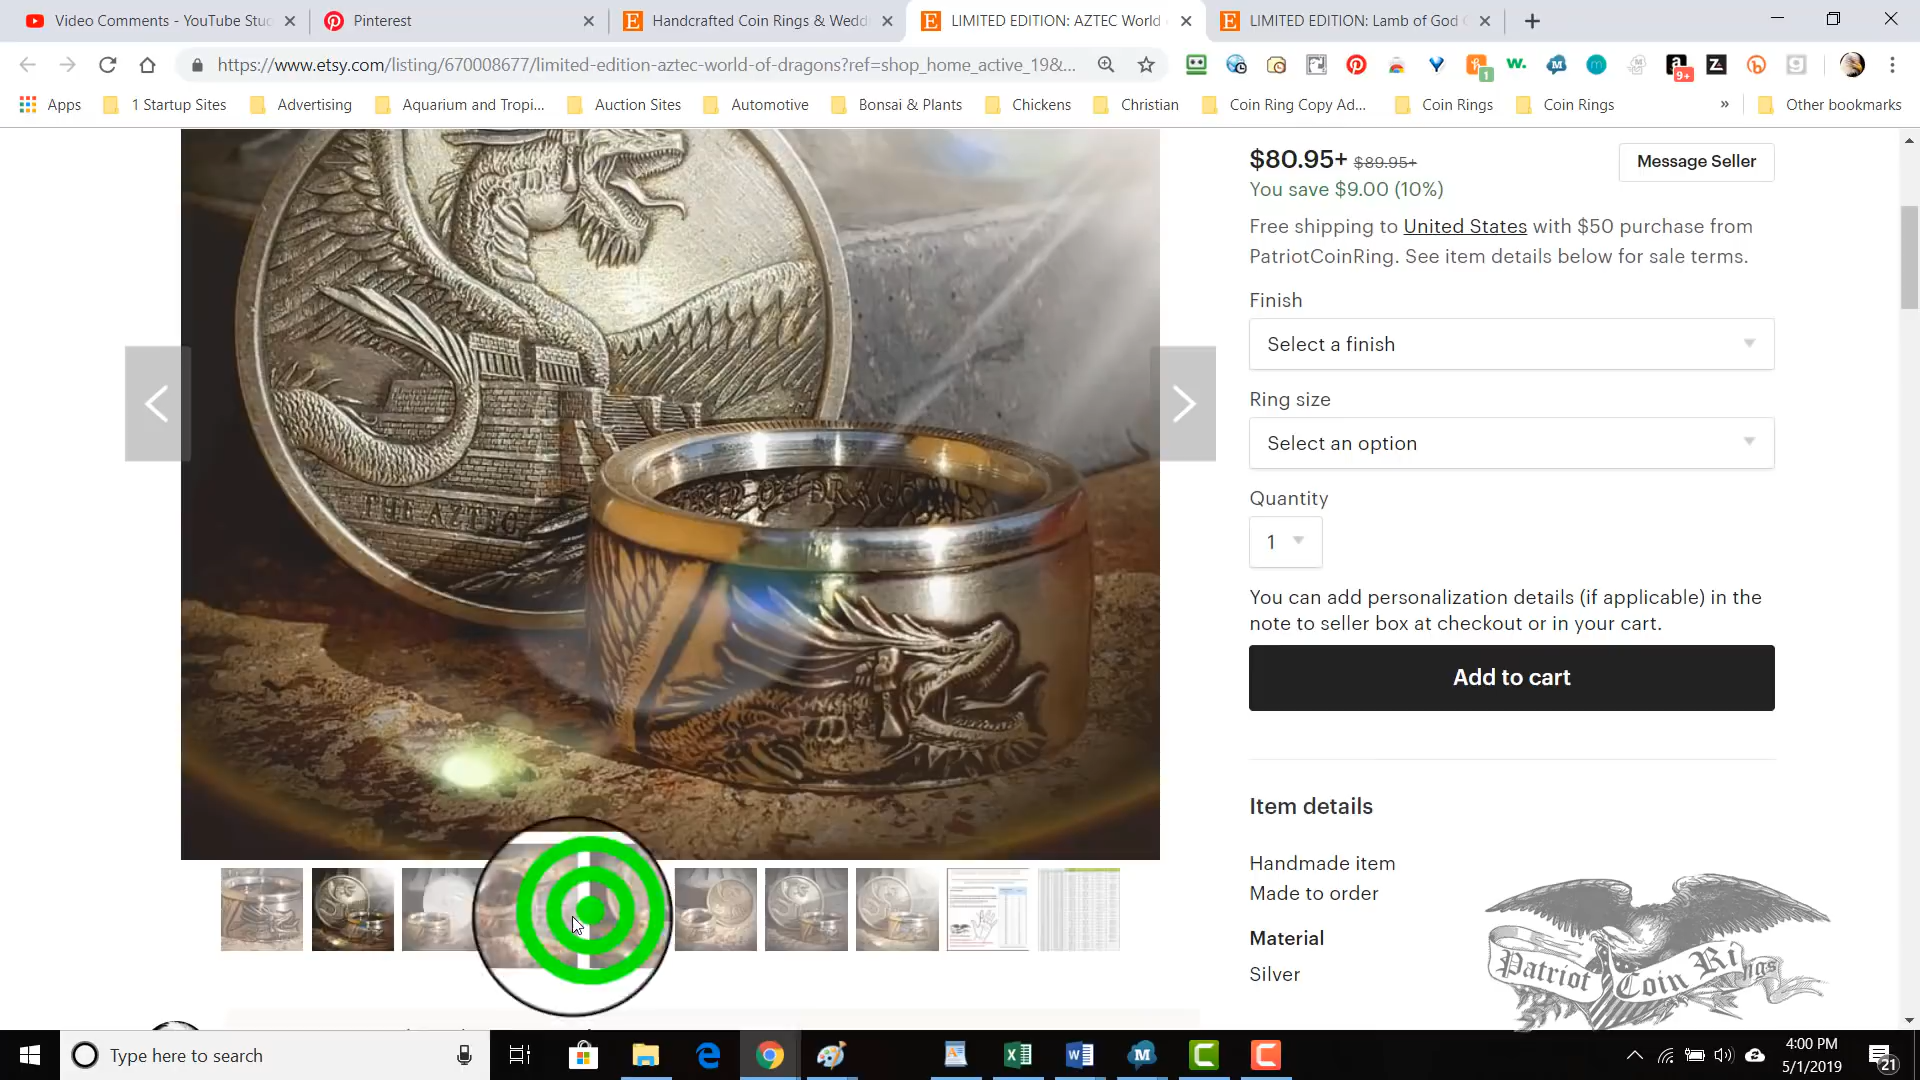 Video Comments - YouTube Stu
Pinterest
Handcrafted Coin Rings & Wedd
LIMITED EDITION: AZTEC World
LIMITED EDITION: Lamb of God
https://www.etsy.com/listing/670008677/limited-edition-aztec-world-of-dragons?ref=shop_home_active_19&...
1
9+
Apps
1 Startup Sites
Advertising
Aquarium and Tropi...
Auction Sites
Automotive
Bonsai & Plants
Chickens
Christian
Coin Ring Copy Ad...
Coin Rings
Coin Rings
»
Other bookmarks
THE AZTEC
$80.95+ $89.95+
Message Seller
You save $9.00 (10%)
Free shipping to United States with $50 purchase from
PatriotCoinRing. See item details below for sale terms.
Finish
Select a finish
Ring size
Select an option
Quantity
1
You can add personalization details (if applicable) in the
note to seller box at checkout or in your cart.
Add to cart
Item details
Handmade item
Made to order
Material
Silver
Patriot Coin Rings
Type here to search
4:00 PM
5/1/2019
21